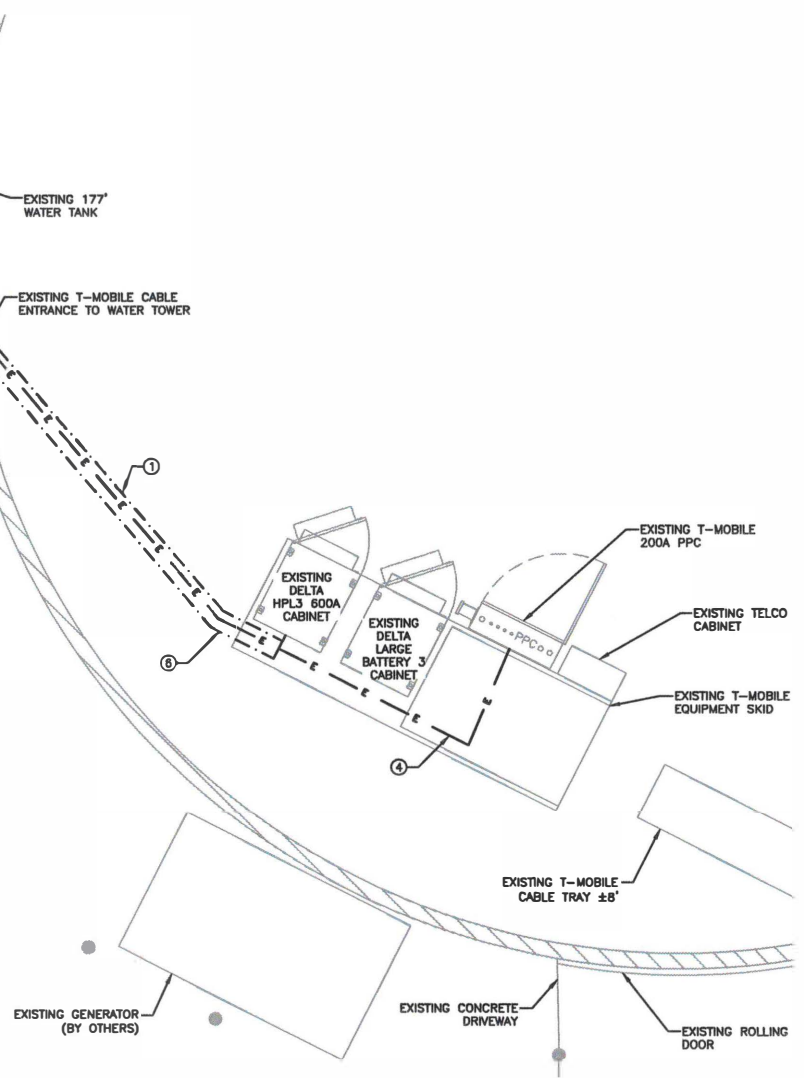 EXISTING 177'
WATER TANK
EXISTING T-MOBILE CABLE
ENTRANCE TO WATER TOWER
E
E
E
E
E
E
1
E
6
EXISTING
DELTA
HPL3 600A
CABINET
EXISTING
DELTA
LARGE
BATTERY 3
CABINET
E
E
E
E
4
PPC
EXISTING T-MOBILE
200A PPC
EXISTING TELCO
CABINET
EXISTING T-MOBILE
EQUIPMENT SKID
EXISTING T-MOBILE
CABLE TRAY ±8'
EXISTING GENERATOR
(BY OTHERS)
EXISTING CONCRETE
DRIVEWAY
EXISTING ROLLING
DOOR